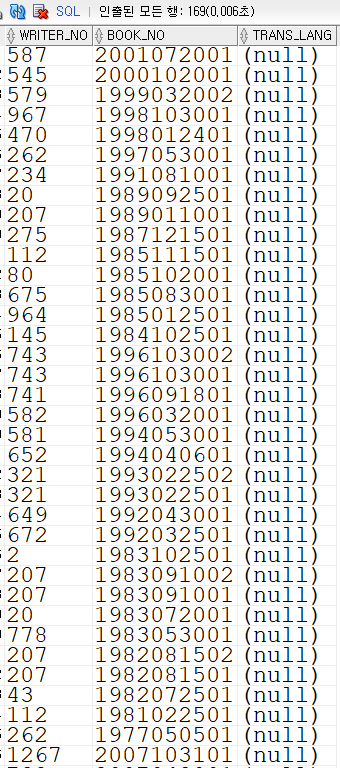 SQL | 인출된 모든 행: 169(0,006초)
WRITER_NO BOOK_NO TRANS_LANG
587 2001072001 (null)
545 2000102001 (null)
579 1999032002 (null)
967 1998103001 (null)
470 1998012401 (null)
262 1997053001 (null)
234 1991081001 (null)
20 1989092501 (null)
207 1989011001 (null)
275 1987121501 (null)
112 1985111501 (null)
80 1985102001 (null)
675 1985083001 (null)
964 1985012501 (null)
145 1984102501 (null)
743 1996103002 (null)
743 1996103001 (null)
741 1996091801 (null)
582 1996032001 (null)
581 1994053001 (null)
652 1994040601 (null)
321 1993022502 (null)
321 1993022501 (null)
649 1992043001 (null)
672 1992032501 (null)
2 1983102501 (null)
207 1983091002 (null)
207 1983091001 (null)
20 1983072001 (null)
778 1983053001 (null)
207 1982081502 (null)
207 1982081501 (null)
43 1982072501 (null)
112 1981022501 (null)
262 1977050501 (null)
1267 2007103101 (null)